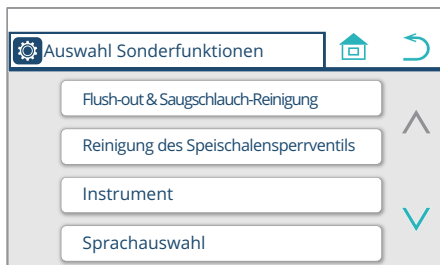 Auswahl Sonderfunktionen
Flush-out & Saugschlauch-Reinigung
Reinigung des Speischalensperrventils
Instrument
Sprachauswahl